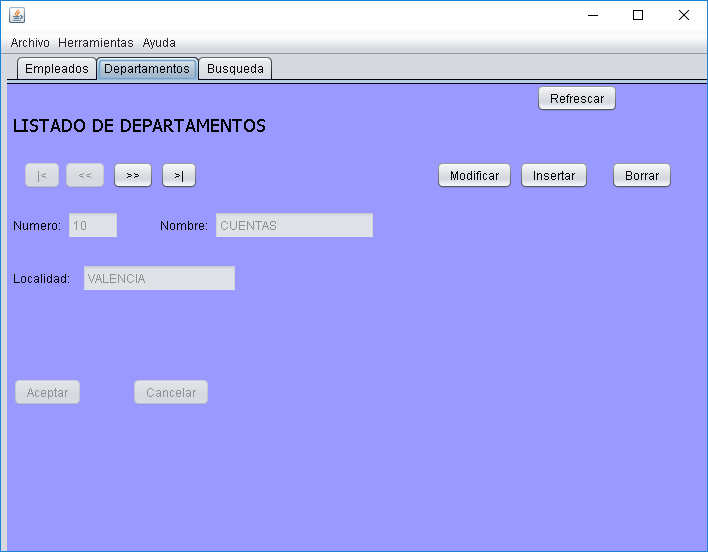 Archivo Herramientas Ayuda
Empleados Departamentos Busqueda
Refrescar
LISTADO DE DEPARTAMENTOS
|< << >> >| Modificar Insertar Borrar
Numero: 10 Nombre: CUENTAS
Localidad: VALENCIA
Aceptar Cancelar